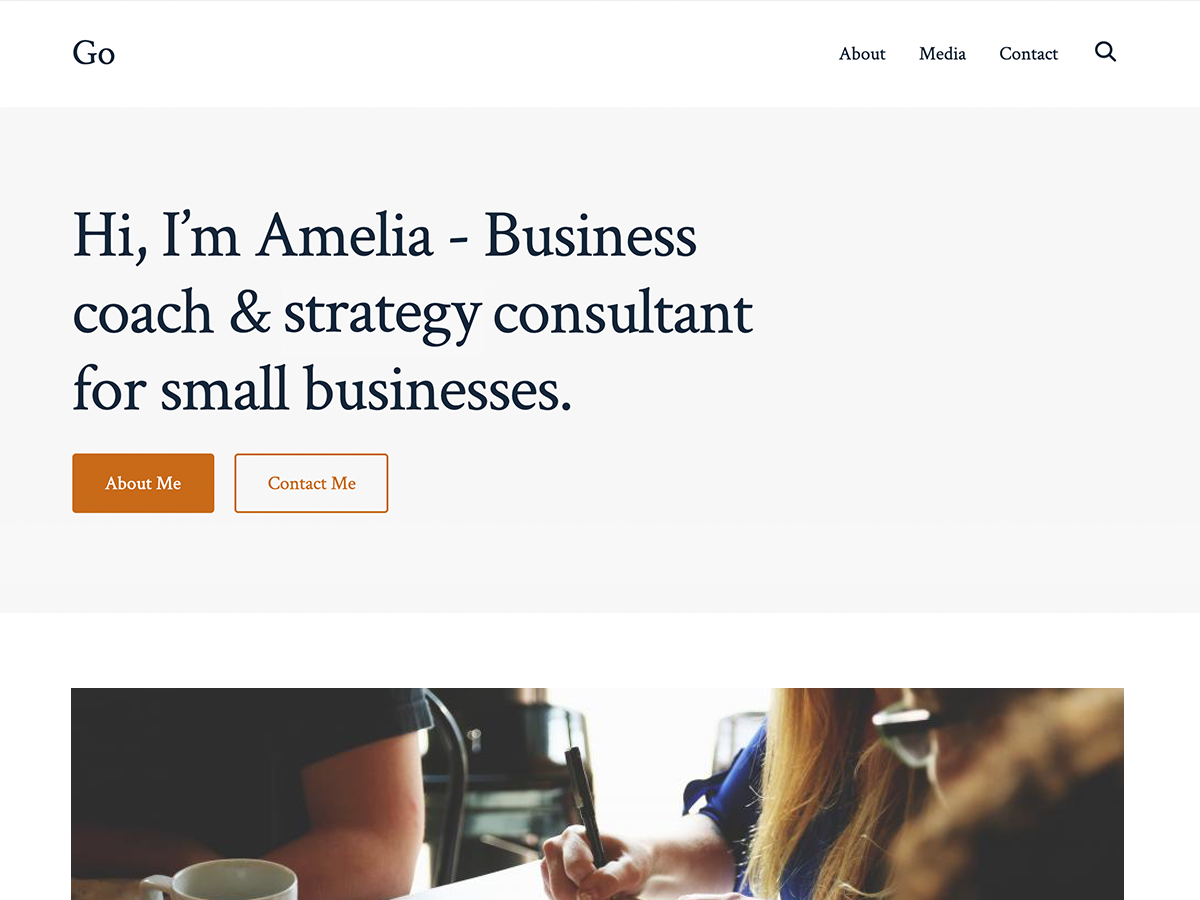 Go
About Media Contact
Hi, I’m Amelia - Business
coach & strategy consultant
for small businesses.
About Me Contact Me